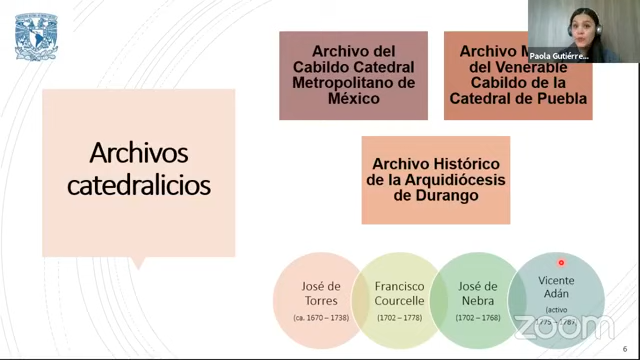 Archivos
catedralicios
Archivo del
Cabildo Catedral
Metropolitano de
México
Archivo
del Venerable
Cabildo de la
Catedral de Puebla
Archivo Histórico
de la Arquidiócesis
de Durango
José de
Torres
(ca. 1670 – 1738)
Francisco
Courcelle
(1702 – 1778)
José de
Nebra
(1702 – 1768)
Vicente
Adán
(activo
1775 – 1787)
Paola Gutiérre...
zoom
6